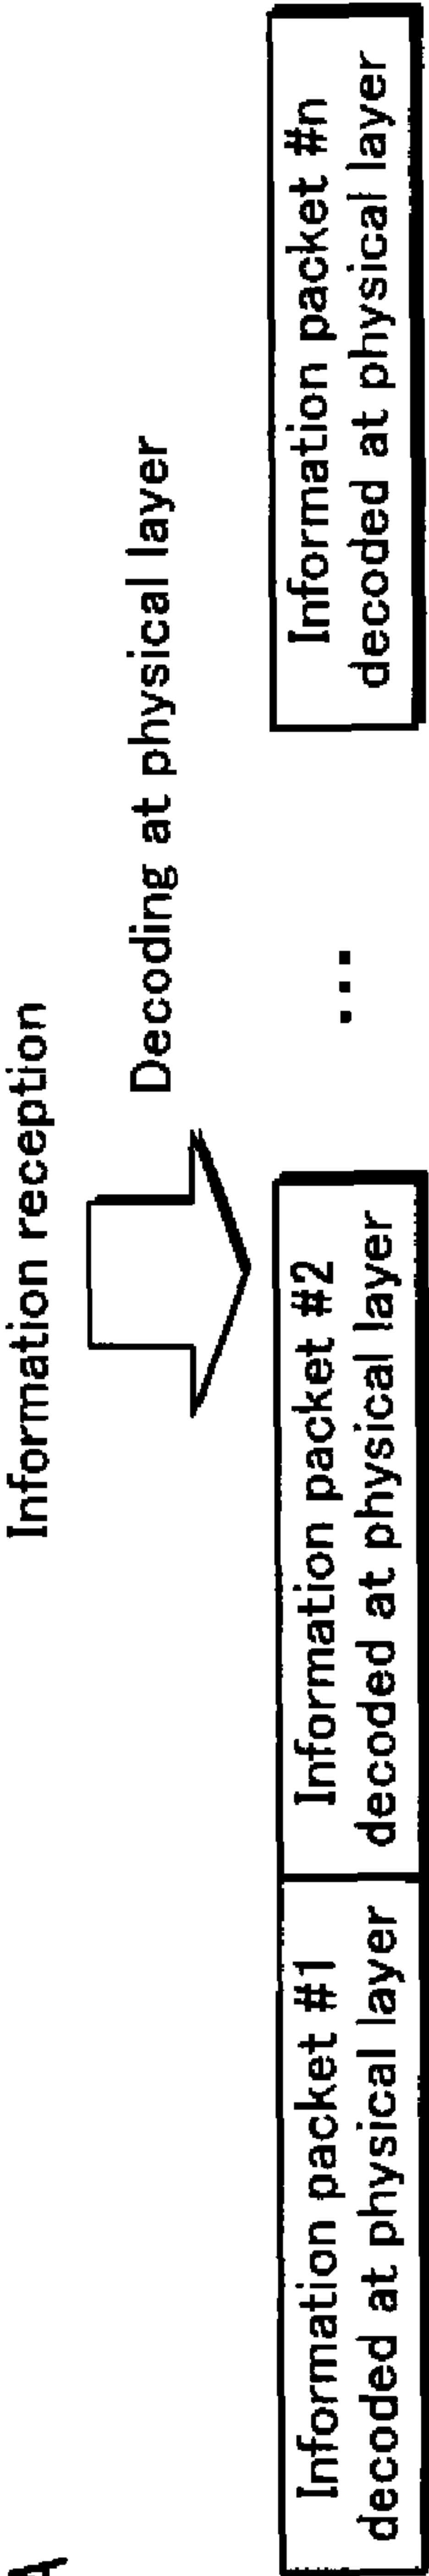 Information reception
Decoding at physical layer
Information packet #1
decoded at physical layer
Information packet #2
decoded at physical layer
...
Information packet #n
decoded at physical layer